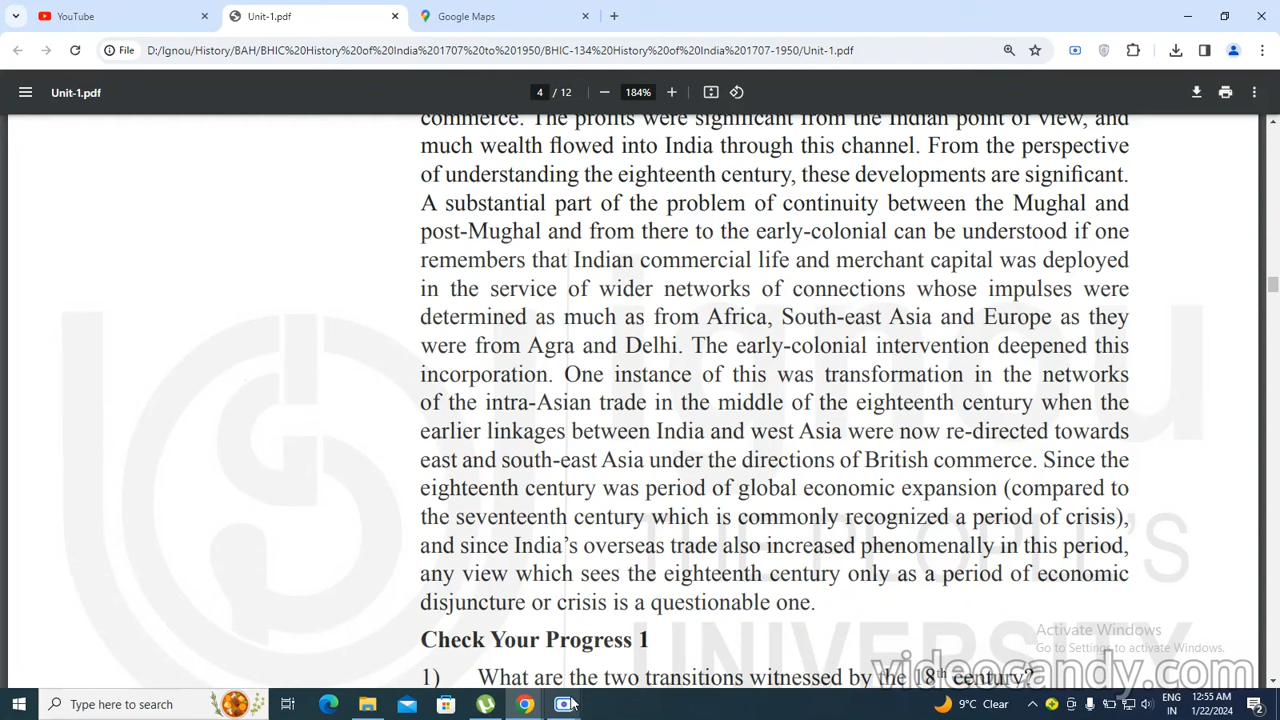 YouTube
Unit-1.pdf
Google Maps
File
D:/Ignou/History/BAH/BHIC%20History%20of%20India%201707%20to%201950/BHIC-134%20History%20of%20India%201707-1950/Unit-1.pdf
Unit-1.pdf
4 / 12
184%
commerce. The profits were significant from the Indian point of view, and
much wealth flowed into India through this channel. From the perspective
of understanding the eighteenth century, these developments are significant.
A substantial part of the problem of continuity between the Mughal and
post-Mughal and from there to the early-colonial can be understood if one
remembers that Indian commercial life and merchant capital was deployed
in the service of wider networks of connections whose impulses were
determined as much as from Africa, South-east Asia and Europe as they
were from Agra and Delhi. The early-colonial intervention deepened this
incorporation. One instance of this was transformation in the networks
of the intra-Asian trade in the middle of the eighteenth century when the
earlier linkages between India and west Asia were now re-directed towards
east and south-east Asia under the directions of British commerce. Since the
eighteenth century was period of global economic expansion (compared to
the seventeenth century which is commonly recognized a period of crisis),
and since India's overseas trade also increased phenomenally in this period,
any view which sees the eighteenth century only as a period of economic
disjuncture or crisis is a questionable one.
ignou
THE PEOPLE'S
UNIVERSITY
Check Your Progress 1
1) What are the two transitions witnessed by the 18th century?
Activate Windows
Go to Settings to activate Windows.
videocandy.com
Type here to search
9°C Clear
ENG
IN
12:55 AM
1/22/2024
2